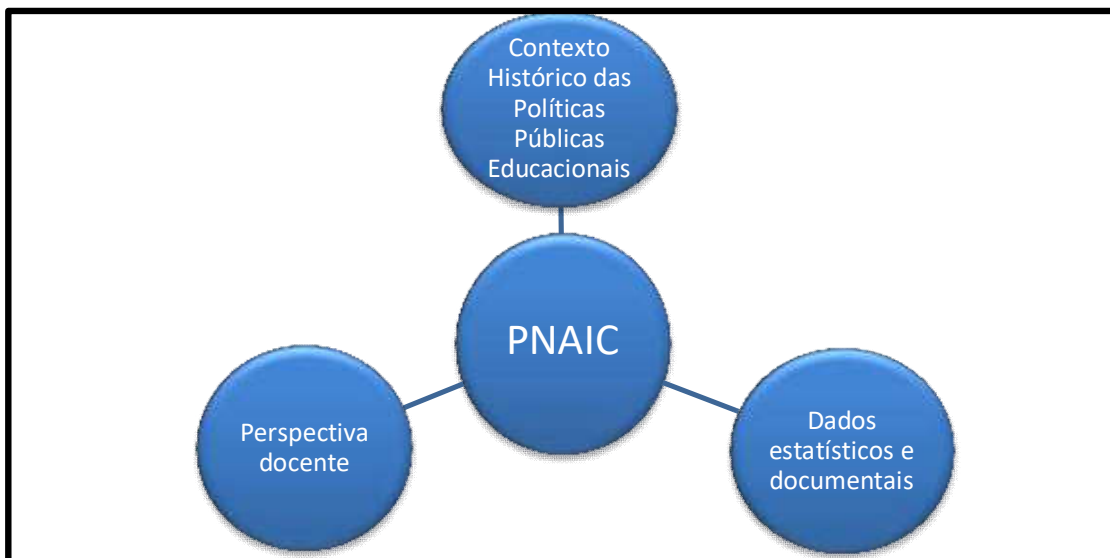 Contexto
Histórico das
Políticas
Públicas
Educacionais
PNAIC
Perspectiva
docente
Dados
estatísticos e
documentais